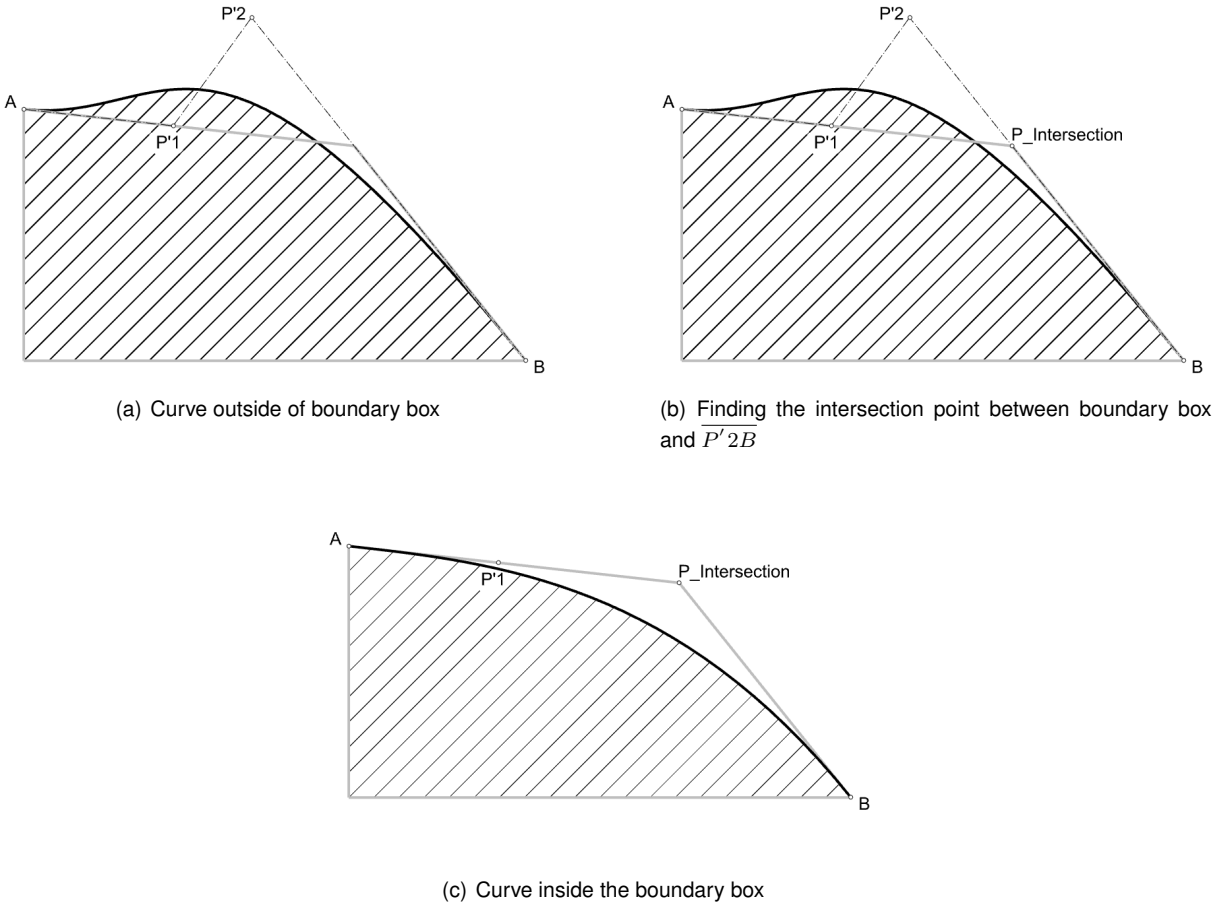 P'2
A
P'1
B
(a) Curve outside of boundary box
P'2
A
P_Intersection
P'1
B
(b) Finding the intersection point between boundary box
and P′2B
A
P_Intersection
P'1
B
(c) Curve inside the boundary box